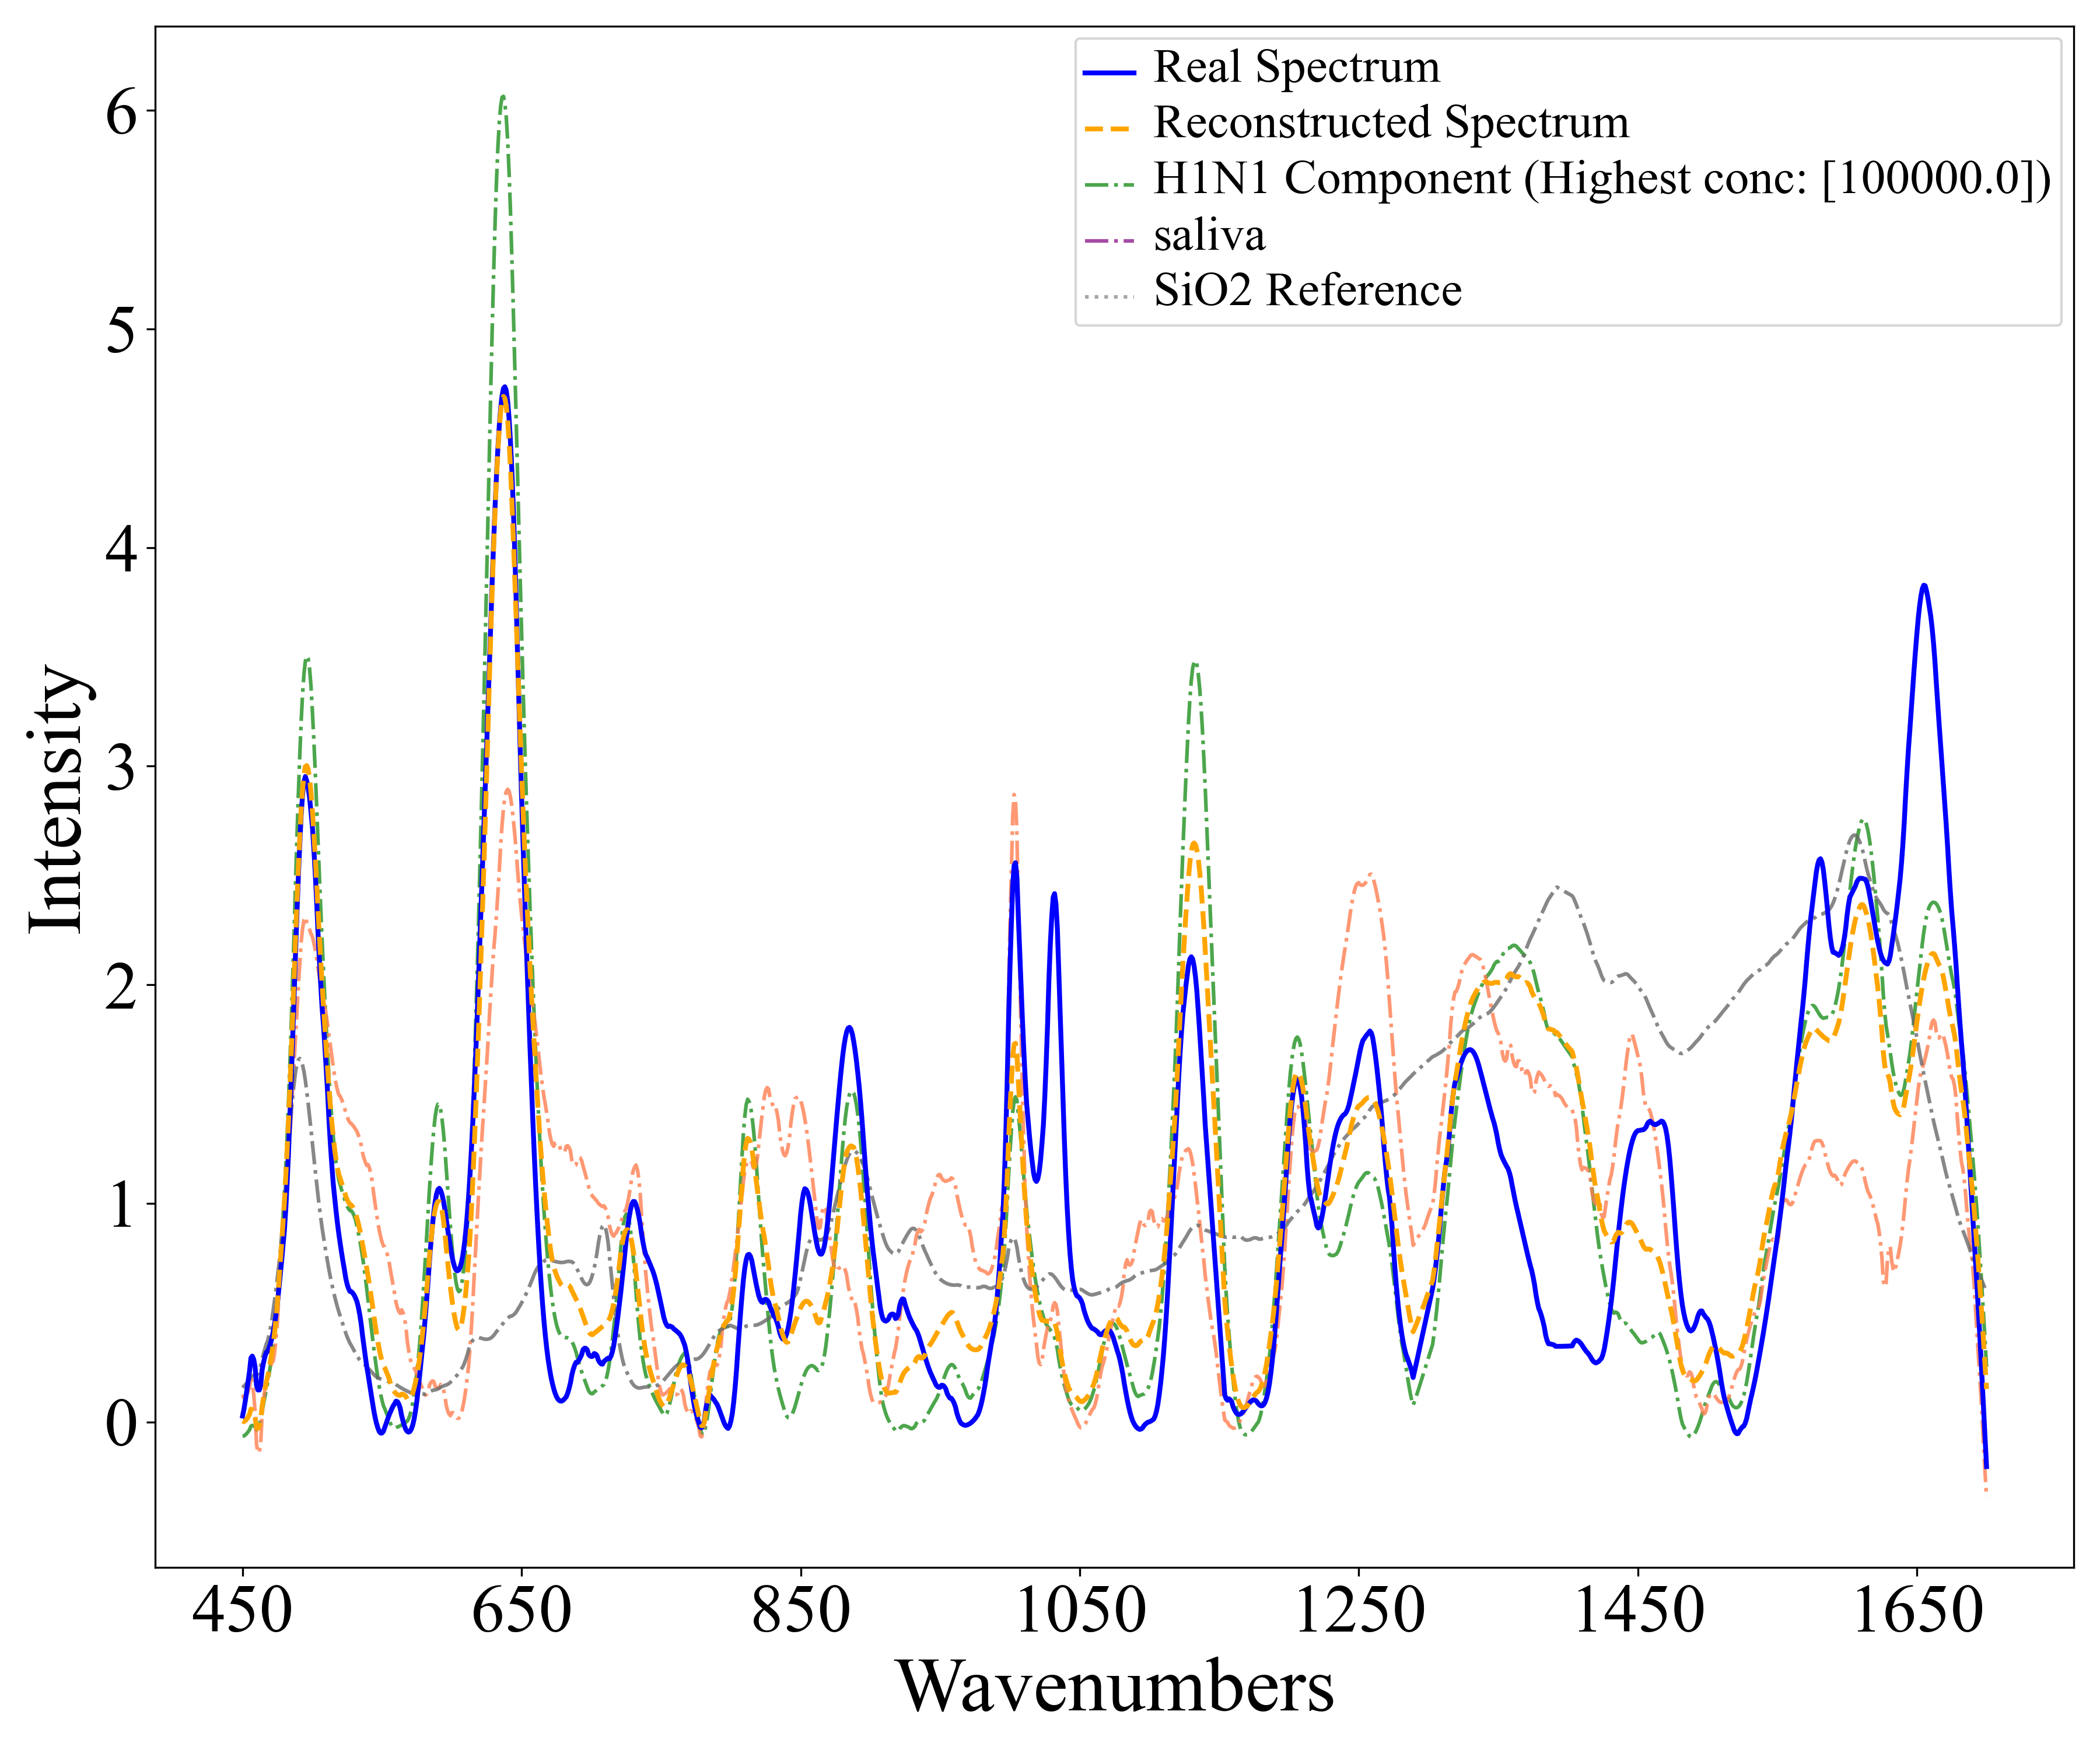 Real Spectrum
Reconstructed Spectrum
H1N1 Component (Highest conc: [100000.0])
saliva
SiO2 Reference
6
5
4
3
2
1
0
Intensity
450 650 850 1050 1250 1450 1650
Wavenumbers